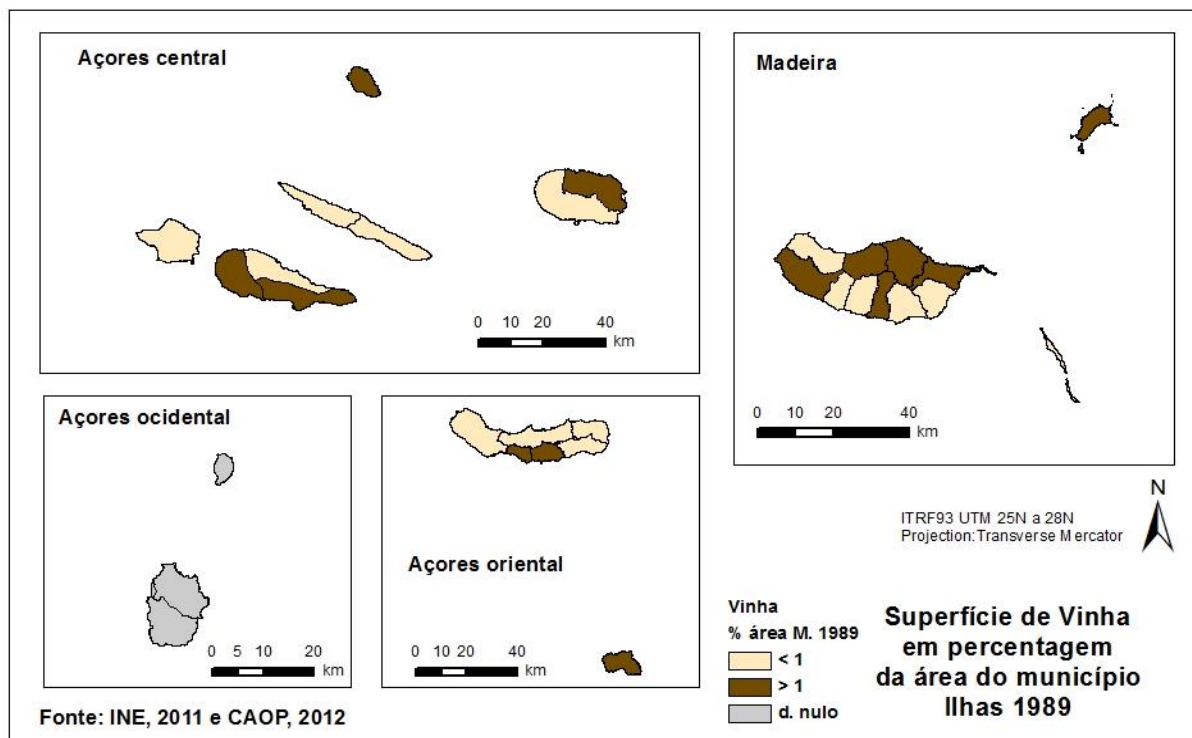 Açores central
0 10 20 40
km
Madeira
0 10 20 40
km
Açores ocidental
0 5 10 20
km
Açores oriental
0 10 20 40
km
N
ITRF93 UTM 25N a 28N
Projection:Transverse Mercator
Vinha
% área M. 1989
< 1
> 1
d. nulo
Superfície de Vinha
em percentagem
da área do município
Ilhas 1989
Fonte: INE, 2011 e CAOP, 2012